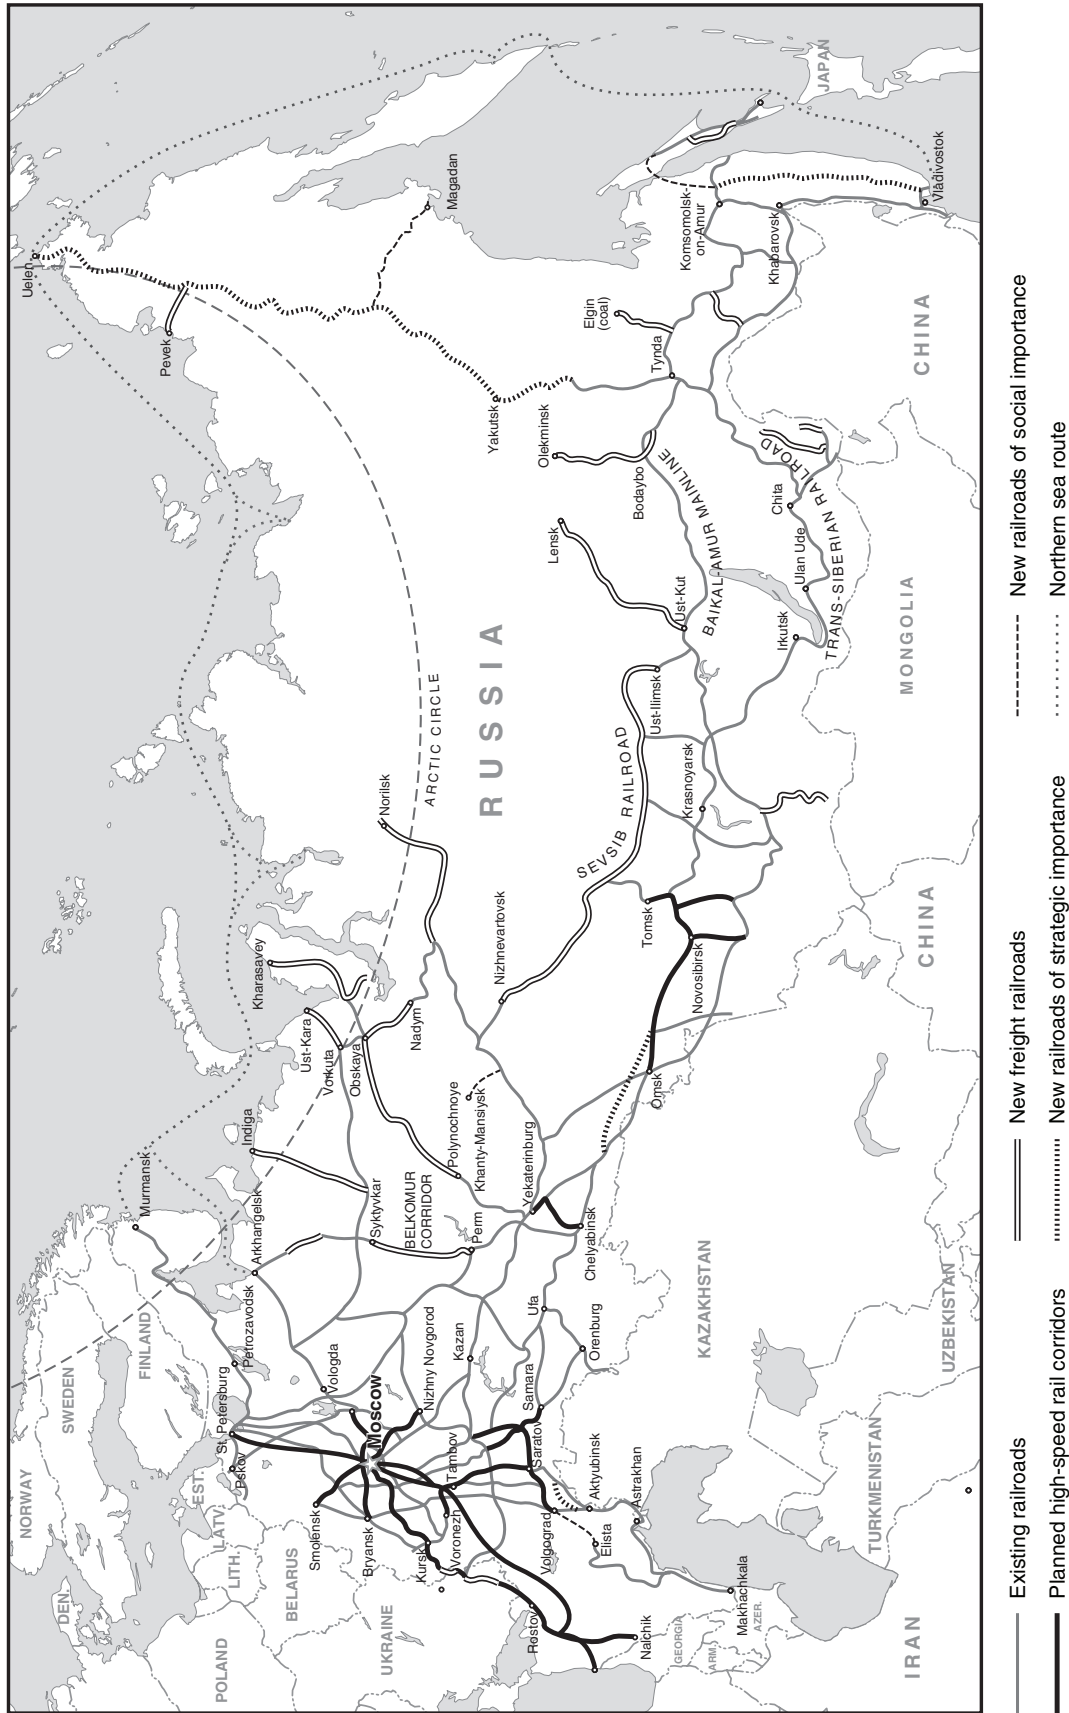 NORWAY
SWEDEN
FINLAND
DEN.
EST.
LATV.
LITH.
BELARUS
POLAND
UKRAINE
GEORGIA
ARM.
AZER.
IRAN
TURKMENISTAN
UZBEKISTAN
KAZAKHSTAN
CHINA
MONGOLIA
CHINA
JAPAN
RUSSIA
ARCTIC CIRCLE
Murmansk
Arkhangelsk
Petrozavodsk
St. Petersburg
Pskov
Vologda
Moscow
Smolensk
Bryansk
Kursk
Voronezh
Tambov
Nizhny Novgorod
Kazan
Samara
Saratov
Volgograd
Elista
Aktyubinsk
Astrakhan
Rostov
Nalchik
Makhachkala
Ufa
Orenburg
Indiga
Syktyvkar
BELKOMUR
CORRIDOR
Perm
Yekaterinburg
Chelyabinsk
Kharasavey
Ust-Kara
Vorkuta
Obskaya
Nadym
Polynochnoye
Khanty-Mansiysk
Nizhnevartovsk
Norilsk
Omsk
Novosibirsk
Tomsk
SEVSIB RAILROAD
Krasnoyarsk
Ust-Ilimsk
Ust-Kut
Lensk
Irkutsk
Ulan Ude
Chita
TRANS-SIBERIAN RAILROAD
BAIKAL-AMUR MAINLINE
Bodaybo
Olekminsk
Yakutsk
Tynda
Elgin
(coal)
Komsomolsk-
on-Amur
Khabarovsk
Vladivostok
Magadan
Pevek
Uelen
Existing railroads
New freight railroads
New railroads of social importance
Planned high-speed rail corridors
New railroads of strategic importance
Northern sea route